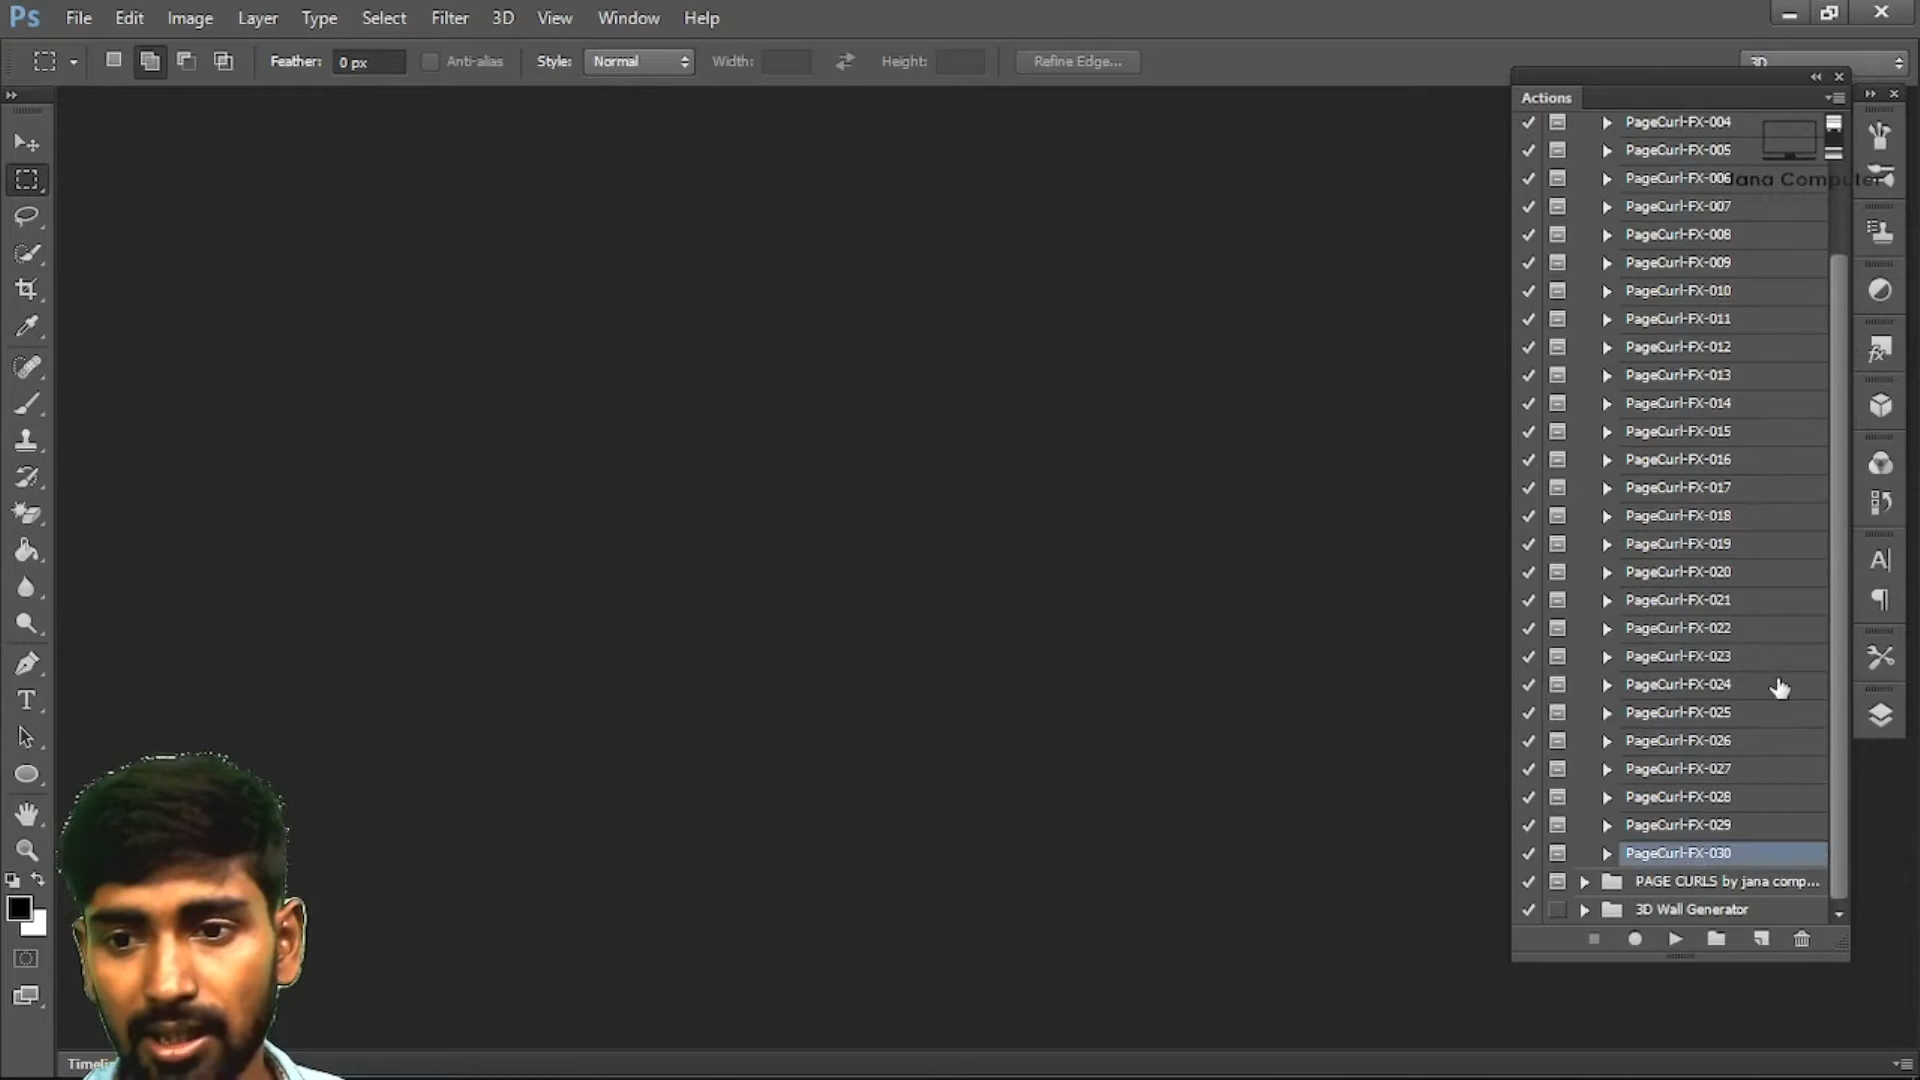 Ps File Edit Image Layer Type Select Filter 3D View Window Help
Feather: 0 px Anti-alias Style: Normal Width: Height: Refine Edge... 3D
Actions
PageCurl-FX-004
PageCurl-FX-005
PageCurl-FX-006
Jana Computer
PageCurl-FX-007
PageCurl-FX-008
PageCurl-FX-009
PageCurl-FX-010
PageCurl-FX-011
PageCurl-FX-012
PageCurl-FX-013
PageCurl-FX-014
PageCurl-FX-015
PageCurl-FX-016
PageCurl-FX-017
PageCurl-FX-018
PageCurl-FX-019
PageCurl-FX-020
PageCurl-FX-021
PageCurl-FX-022
PageCurl-FX-023
PageCurl-FX-024
PageCurl-FX-025
PageCurl-FX-026
PageCurl-FX-027
PageCurl-FX-028
PageCurl-FX-029
PageCurl-FX-030
PAGE CURLS by jana comp...
3D Wall Generator